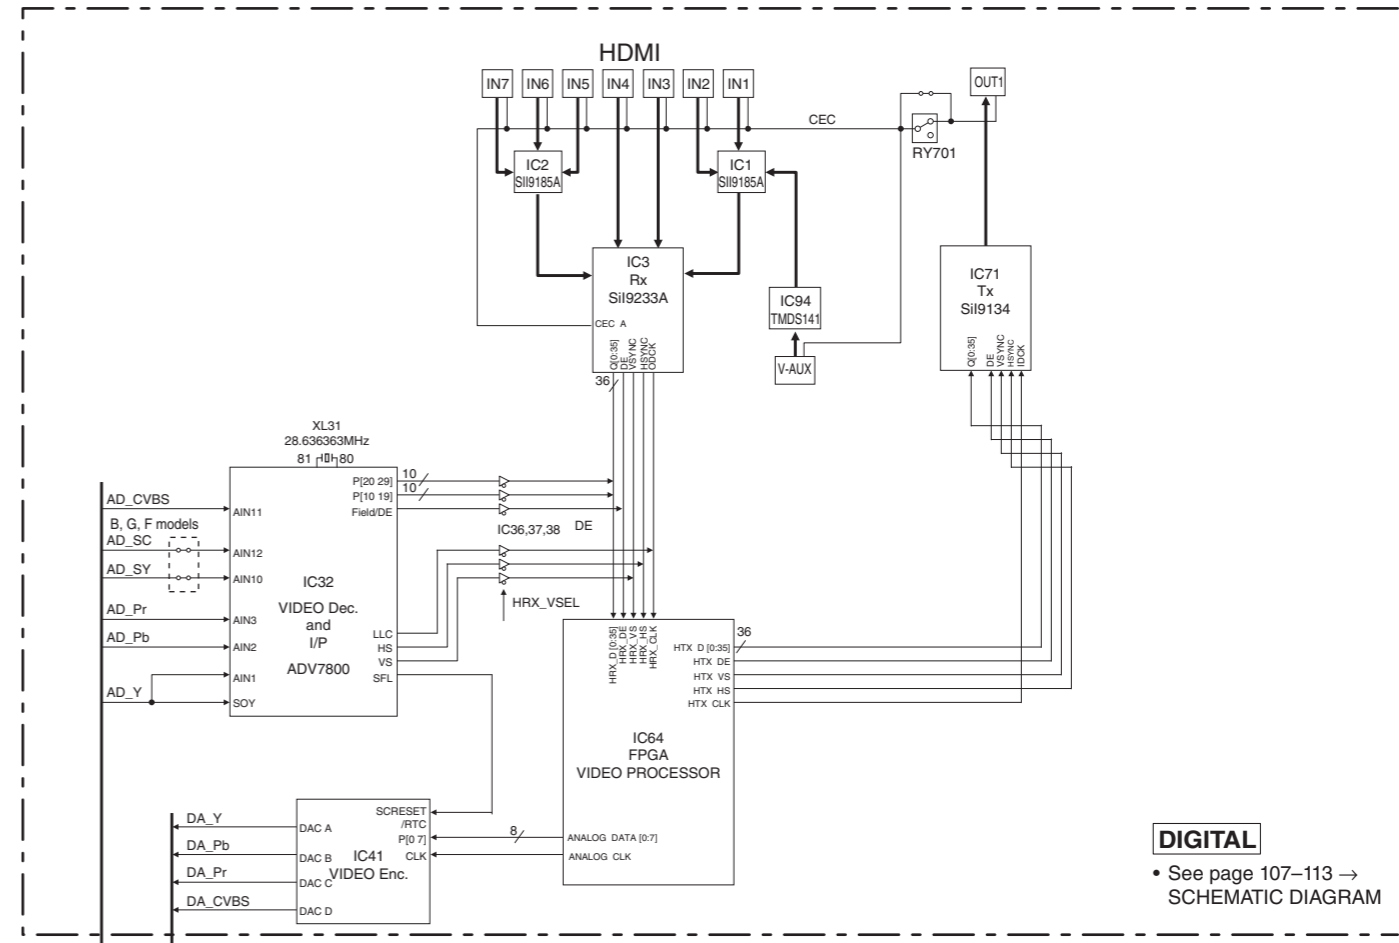 HDMI
IN7 IN6 IN5 IN4 IN3 IN2 IN1
OUT1
CEC
RY701
IC2
SII9185A
IC1
SII9185A
IC3
Rx
SiI9233A
CEC A
Q[0:35]
DE
VSYNC
HSYNC
ODCK
36
IC94
TMDS141
V-AUX
IC71
Tx
SiI9134
Q[0:35]
DE
VSYNC
HSYNC
IDCK
XL31
28.636363MHz
81 80
P[20 29]
10
P[10 19]
10
Field/DE
IC36,37,38
DE
HRX_VSEL
AD_CVBS
B, G, F models
AD_SC
AD_SY
AD_Pr
AD_Pb
AD_Y
AIN11
AIN12
AIN10
AIN3
AIN2
AIN1
SOY
IC32
VIDEO Dec.
and
I/P
ADV7800
LLC
HS
VS
SFL
HRX_D [0:35]
HRX_DE
HRX_VS
HRX_HS
HRX_CLK
36
HTX D [0:35]
HTX DE
HTX VS
HTX HS
HTX CLK
IC64
FPGA
VIDEO PROCESSOR
ANALOG DATA [0:7]
ANALOG CLK
8
SCRESET
/RTC
P[0 7]
CLK
IC41
VIDEO Enc.
DAC A
DAC B
DAC C
DAC D
DA_Y
DA_Pb
DA_Pr
DA_CVBS
DIGITAL
• See page 107–113 →
SCHEMATIC DIAGRAM